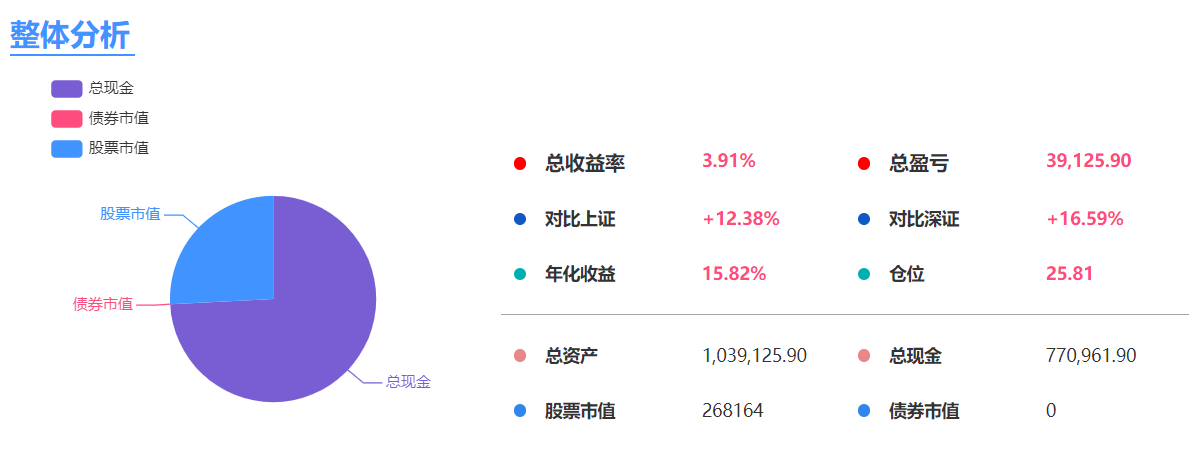 整体分析
总现金
债券市值
股票市值
股票市值
债券市值
总现金
总收益率 3.91% 总盈亏 39,125.90
对比上证 +12.38% 对比深证 +16.59%
年化收益 15.82% 仓位 25.81
总资产 1,039,125.90 总现金 770,961.90
股票市值 268164 债券市值 0